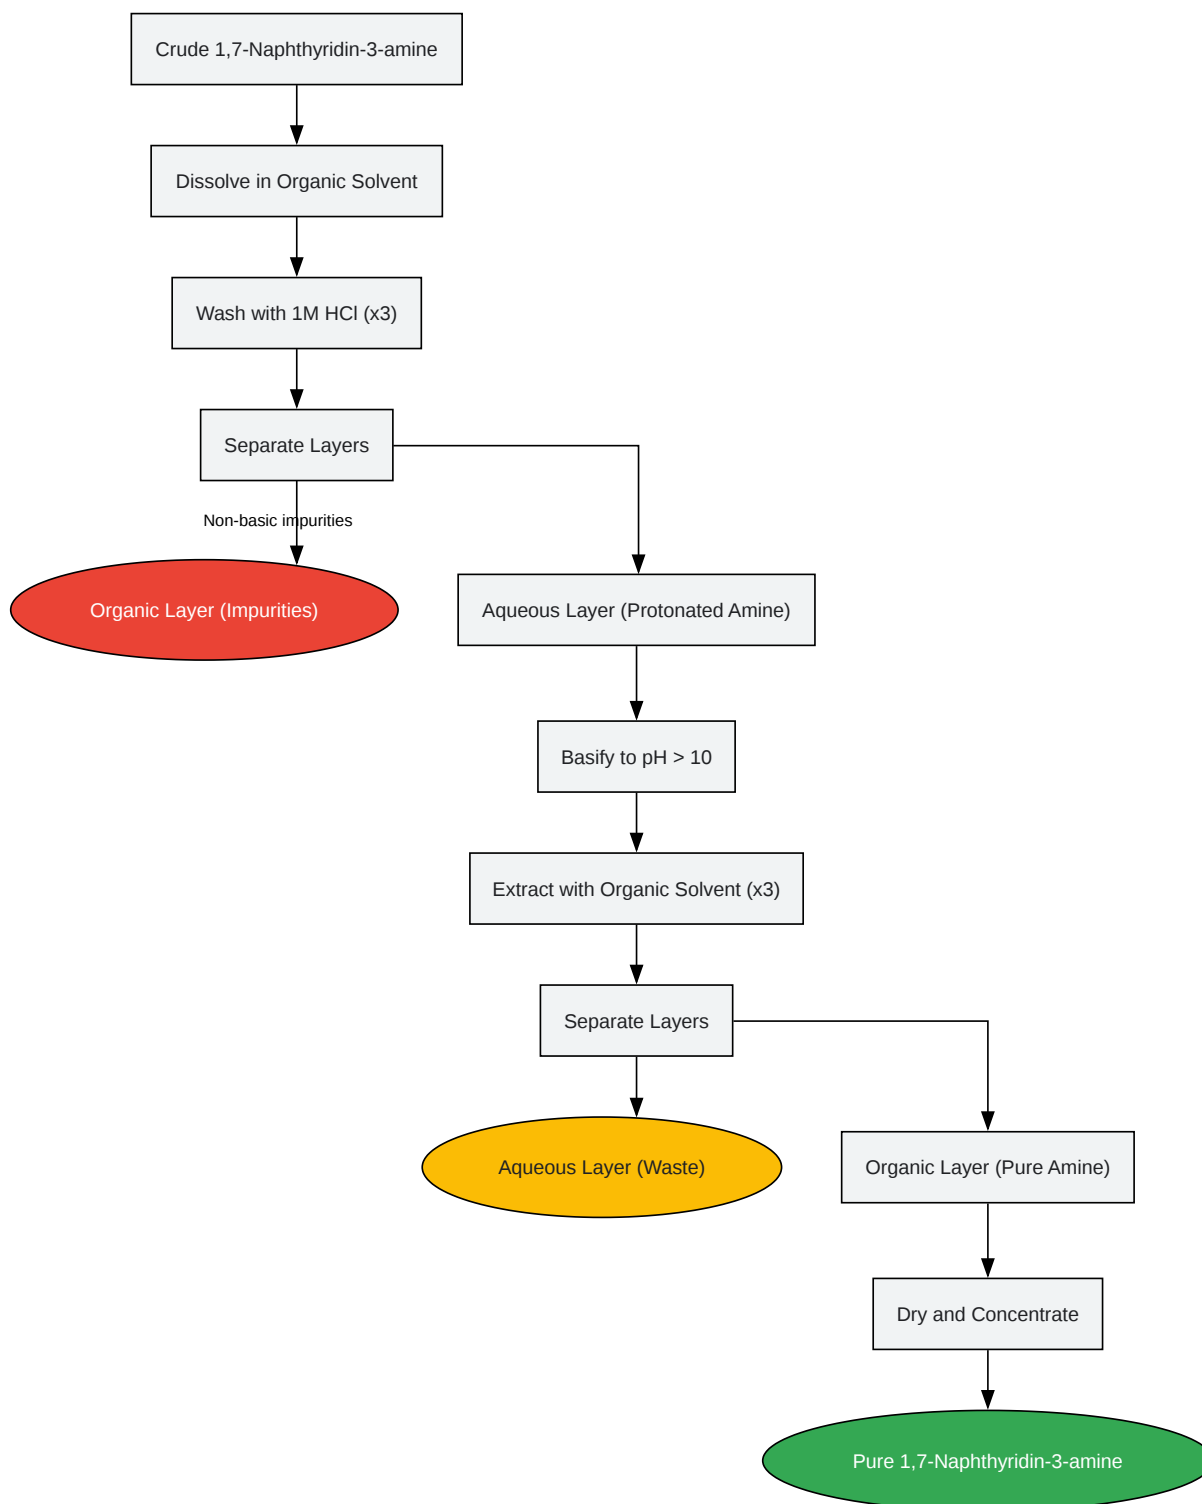 Crude 1,7-Naphthyridin-3-amine
Dissolve in Organic Solvent
Wash with 1M HCl (x3)
Separate Layers
Non-basic impurities
Organic Layer (Impurities)
Aqueous Layer (Protonated Amine)
Basify to pH > 10
Extract with Organic Solvent (x3)
Separate Layers
Aqueous Layer (Waste)
Organic Layer (Pure Amine)
Dry and Concentrate
Pure 1,7-Naphthyridin-3-amine